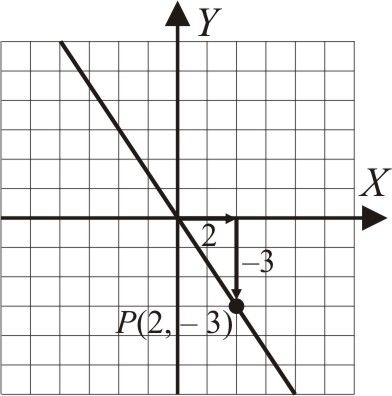 Y
X
2
–3
P(2, – 3)